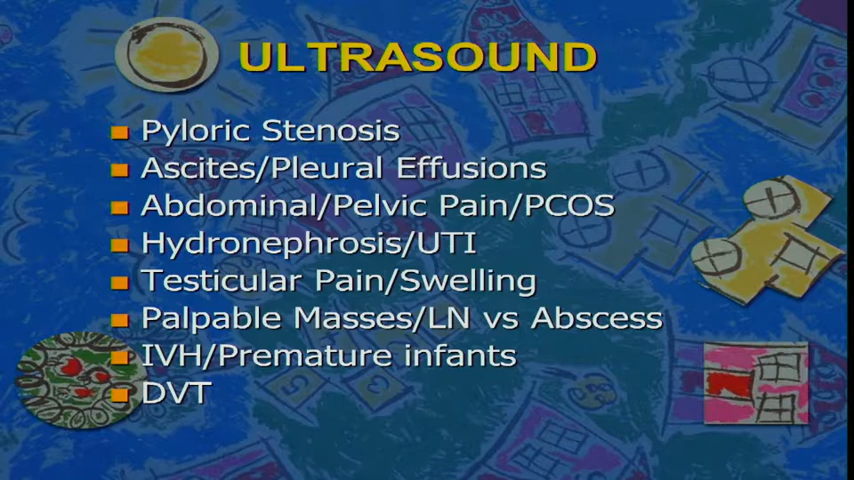 ULTRASOUND
Pyloric Stenosis
Ascites/Pleural Effusions
Abdominal/Pelvic Pain/PCOS
Hydronephrosis/UTI
Testicular Pain/Swelling
Palpable Masses/LN vs Abscess
IVH/Premature infants
DVT